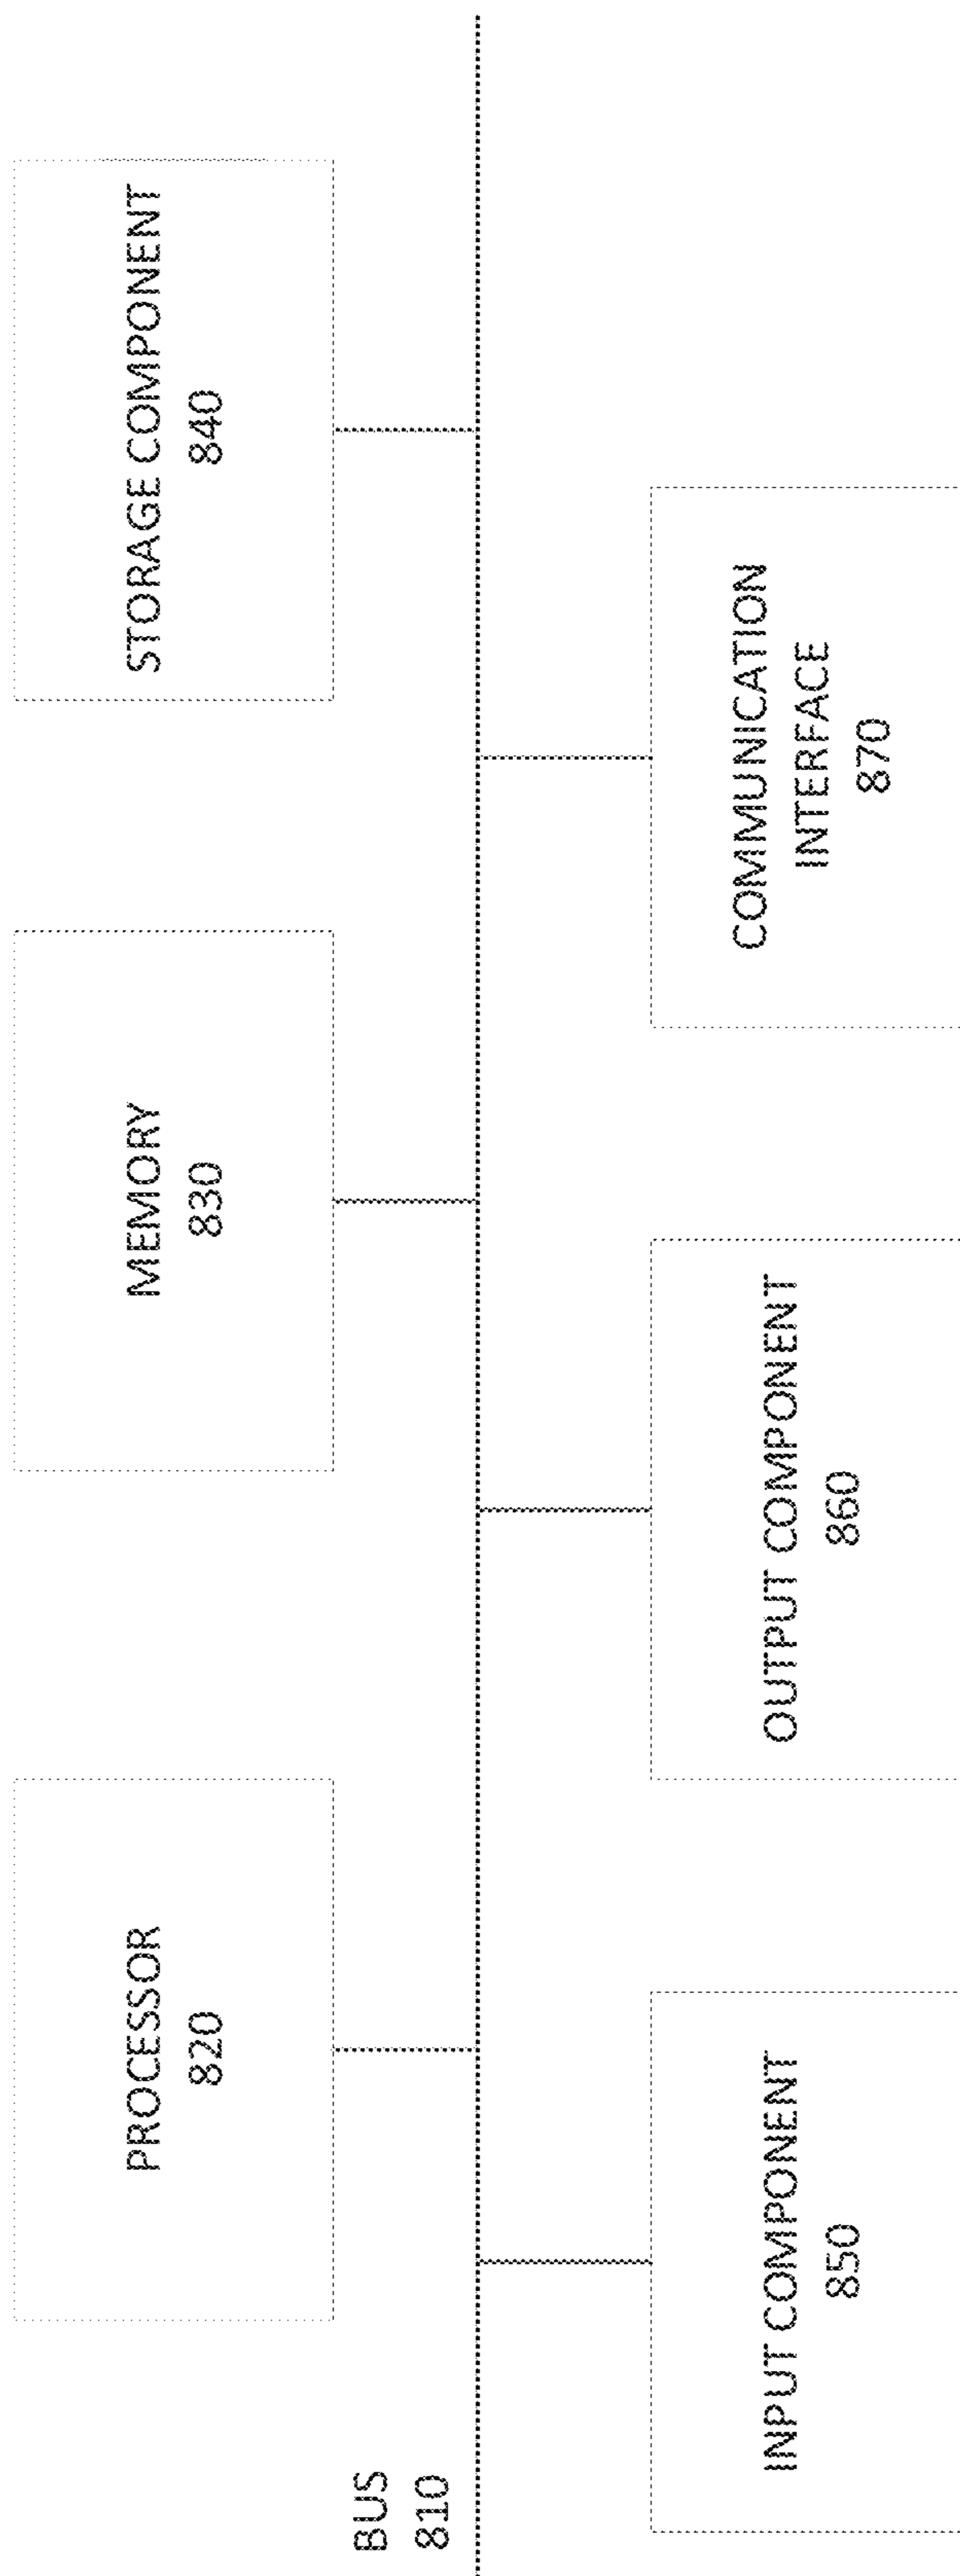 PROCESSOR
820
MEMORY
830
STORAGE COMPONENT
840
BUS
810
INPUT COMPONENT
850
OUTPUT COMPONENT
860
COMMUNICATION
INTERFACE
870